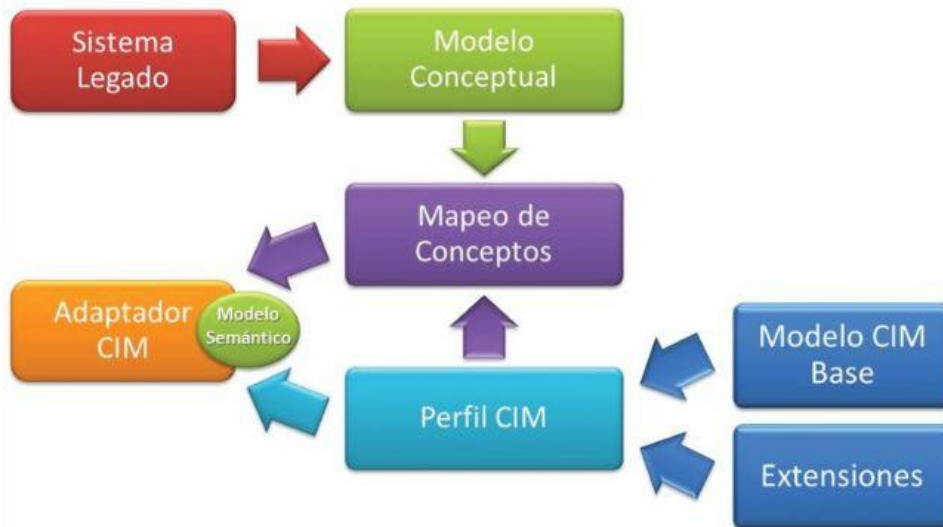 Sistema
Legado
Modelo
Conceptual
Mapeo de
Conceptos
Adaptador
CIM
Modelo
Semántico
Perfil CIM
Modelo CIM
Base
Extensiones